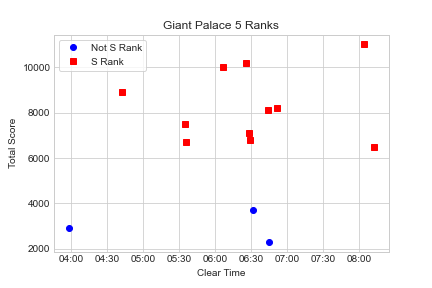 Giant Palace 5 Ranks
Not S Rank
S Rank
Total Score
10000
8000
6000
4000
2000
04:00 04:30 05:00 05:30 06:00 06:30 07:00 07:30 08:00
Clear Time